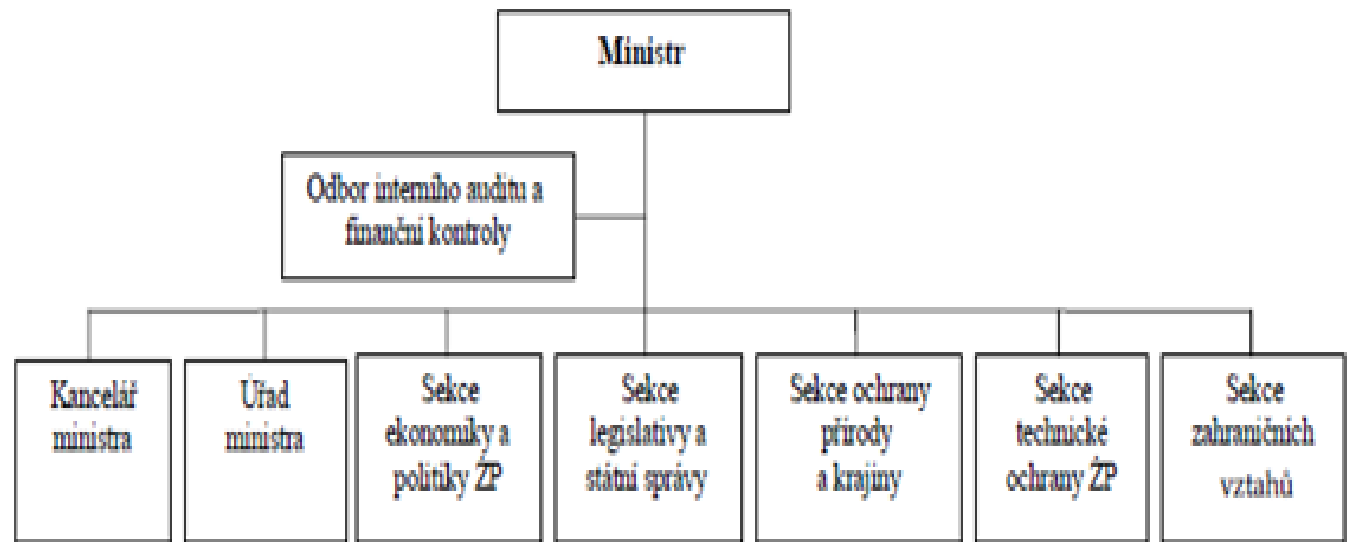 Ministr
Odbor interního auditu a
finanční kontroly
Kancelář
ministra
Úřad
ministra
Sekce
ekonomiky a
politiky ŽP
Sekce
legislativy a
státní správy
Sekce ochrany
přírody
a krajiny
Sekce
technické
ochrany ŽP
Sekce
zahraničních
vztahů